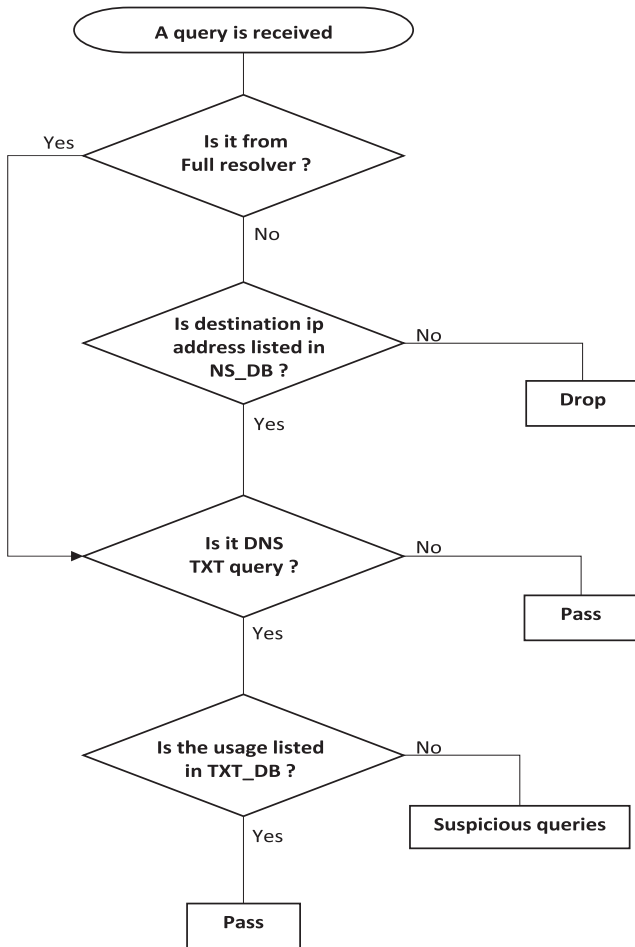 A query is received
Yes
Is it from
Full resolver ?
No
Is destination ip
address listed in
NS_DB ?
No
Drop
Yes
Is it DNS
TXT query ?
No
Pass
Yes
Is the usage listed
in TXT_DB ?
No
Suspicious queries
Yes
Pass